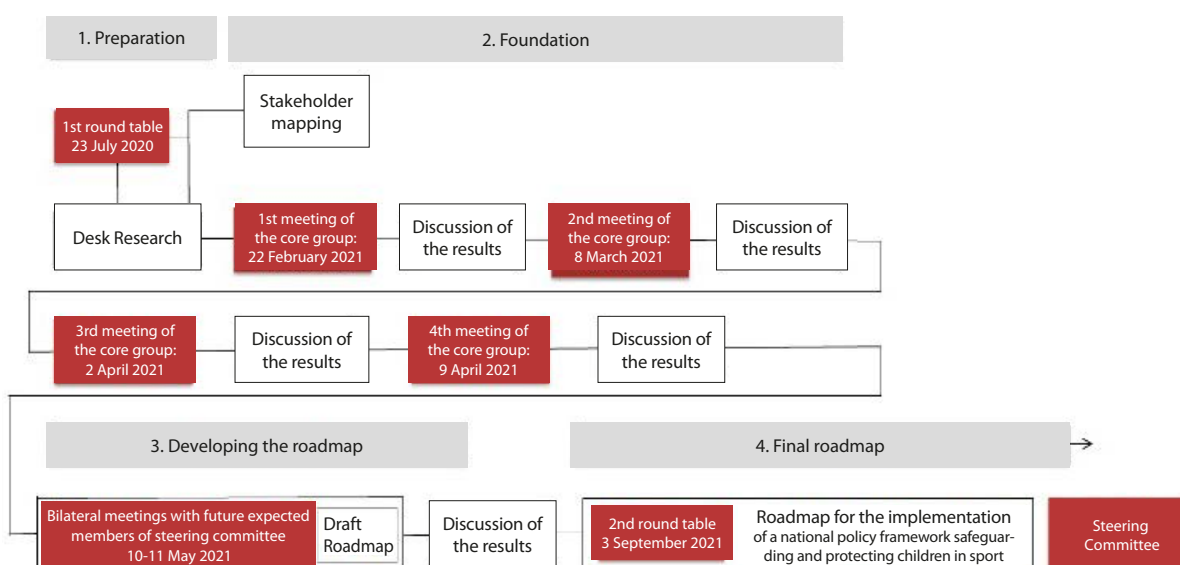 1. Preparation
2. Foundation
Stakeholder
mapping
1st round table
23 July 2020
Desk Research
1st meeting of
the core group:
22 February 2021
Discussion of
the results
2nd meeting of
the core group:
8 March 2021
Discussion of
the results
3rd meeting of
the core group:
2 April 2021
Discussion of
the results
4th meeting of
the core group:
9 April 2021
Discussion of
the results
3. Developing the roadmap
4. Final roadmap
Bilateral meetings with future expected
members of steering committee
10-11 May 2021
Draft
Roadmap
Discussion of
the results
2nd round table
3 September 2021
Roadmap for the implementation
of a national policy framework safeguar-
ding and protecting children in sport
Steering
Committee